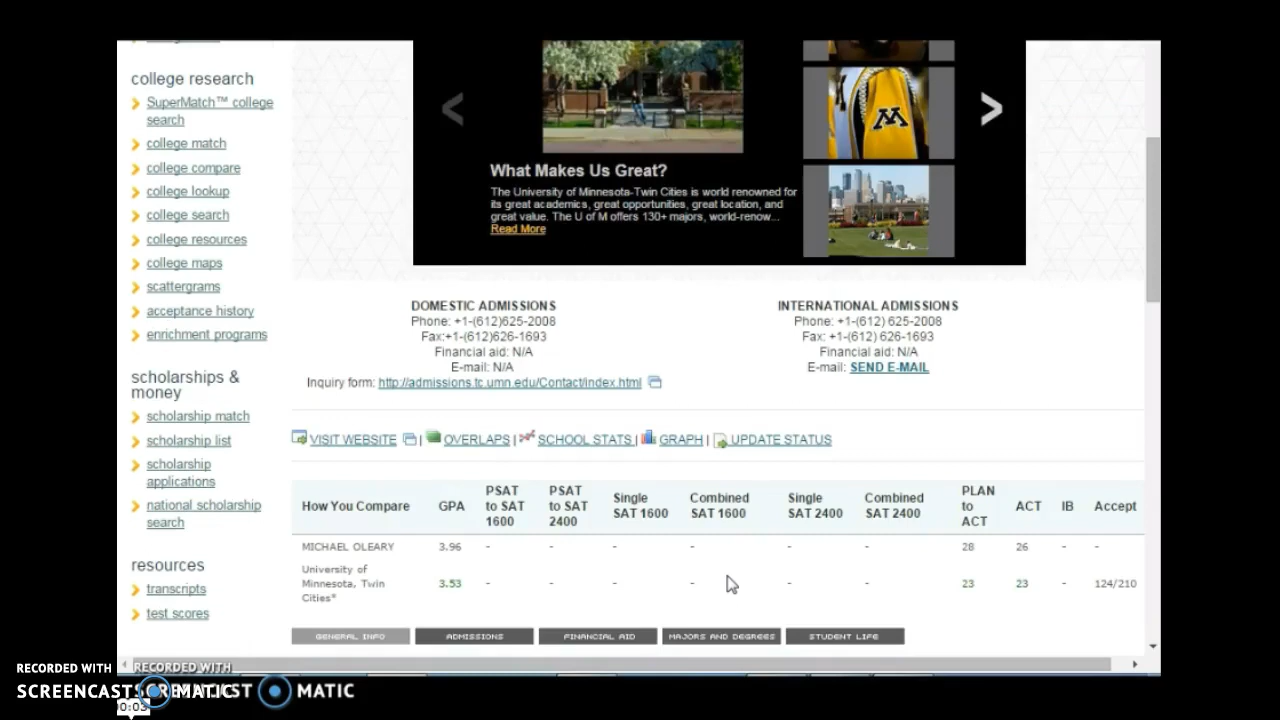 college research
SuperMatch™ college
search
college match
college compare
college lookup
college search
college resources
college maps
scattergrams
acceptance history
enrichment programs
scholarships &
money
scholarship match
scholarship list
scholarship
applications
national scholarship
search
resources
transcripts
test scores
M
What Makes Us Great?
The University of Minnesota-Twin Cities is world renowned for
its great academics, great opportunities, great location, and
great value. The U of M offers 130+ majors, world-renow...
Read More
DOMESTIC ADMISSIONS
Phone: +1-(612)625-2008
Fax:+1-(612)626-1693
Financial aid: N/A
E-mail: N/A
Inquiry form: http://admissions.tc.umn.edu/Contact/index.html
INTERNATIONAL ADMISSIONS
Phone: +1-(612) 625-2008
Fax: +1-(612) 626-1693
Financial aid: N/A
E-mail: SEND E-MAIL
VISIT WEBSITE | OVERLAPS | SCHOOL STATS | GRAPH | UPDATE STATUS
How You Compare GPA PSAT to SAT 1600 PSAT to SAT 2400 Single SAT 1600 Combined SAT 1600 Single SAT 2400 Combined SAT 2400 PLAN to ACT ACT IB Accept
MICHAEL OLEARY 3.96 - - - - - - 28 26 - -
University of Minnesota, Twin Cities* 3.53 - - - - - - 23 23 - 124/210
GENERAL INFO ADMISSIONS FINANCIAL AID MAJORS AND DEGREES STUDENT LIFE
RECORDED WITH
RECORDED WITH
SCREENCAST MATIC
00:03